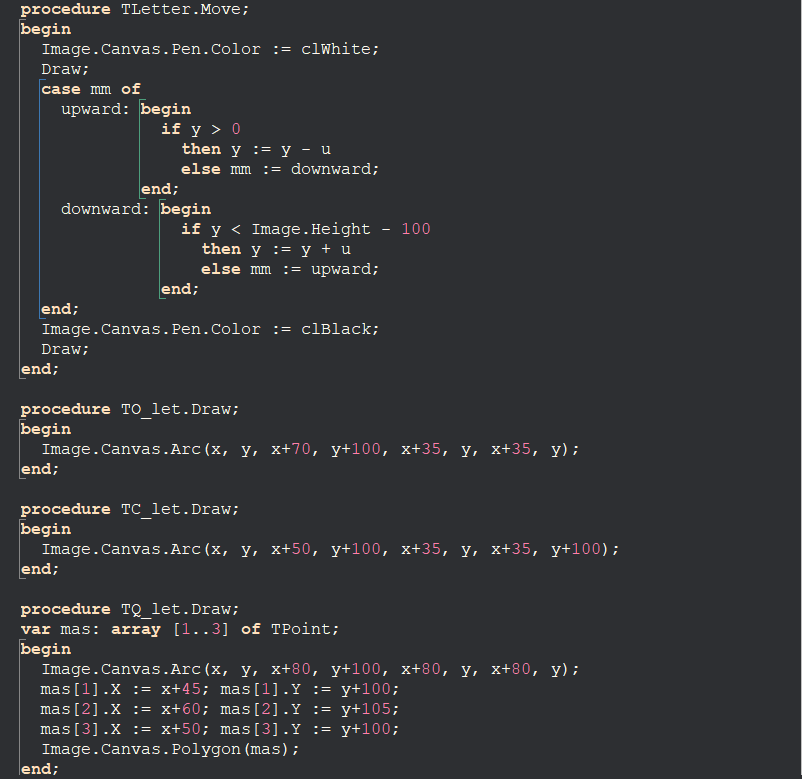 procedure TLetter.Move;
begin
  Image.Canvas.Pen.Color := clWhite;
  Draw;
  case mm of
    upward: begin
              if y > 0
                then y := y - u
                else mm := downward;
            end;
    downward: begin
                if y < Image.Height - 100
                  then y := y + u
                  else mm := upward;
              end;
  end;
  Image.Canvas.Pen.Color := clBlack;
  Draw;
end;

procedure TO_let.Draw;
begin
  Image.Canvas.Arc(x, y, x+70, y+100, x+35, y, x+35, y);
end;

procedure TC_let.Draw;
begin
  Image.Canvas.Arc(x, y, x+50, y+100, x+35, y, x+35, y+100);
end;

procedure TQ_let.Draw;
var mas: array [1..3] of TPoint;
begin
  Image.Canvas.Arc(x, y, x+80, y+100, x+80, y, x+80, y);
  mas[1].X := x+45; mas[1].Y := y+100;
  mas[2].X := x+60; mas[2].Y := y+105;
  mas[3].X := x+50; mas[3].Y := y+100;
  Image.Canvas.Polygon(mas);
end;